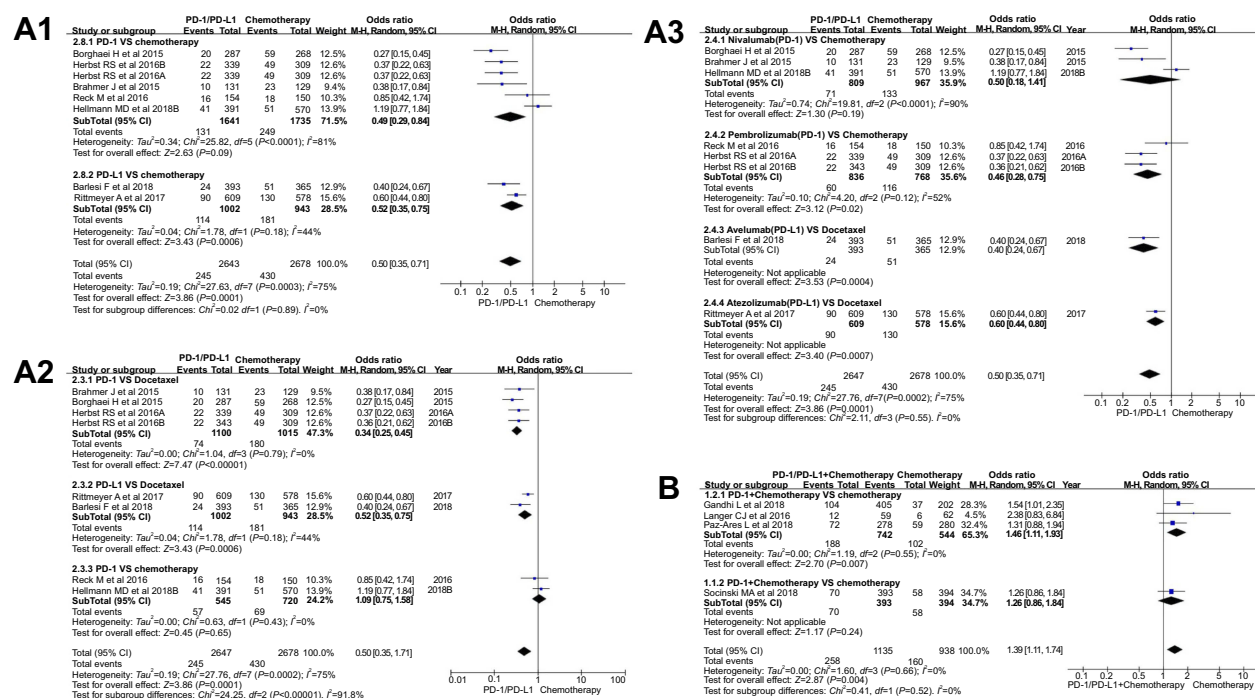 A1
PD-1/PD-L1 Chemotherapy Odds ratio Odds ratio
Study or subgroup Events Total Events Total Weight M-H, Random, 95% CI M-H, Random, 95% CI
2.8.1 PD-1 VS chemotherapy
Borghaei H et al 2015 20 287 59 268 12.5% 0.27 [0.15, 0.45]
Herbst RS et al 2016B 22 339 49 309 12.6% 0.37 [0.22, 0.63]
Herbst RS et al 2016A 22 339 49 309 12.6% 0.37 [0.22, 0.63]
Brahmer J et al 2015 10 131 23 129 9.4% 0.38 [0.17, 0.84]
Reck M et al 2016 16 154 18 150 10.2% 0.85 [0.42, 1.74]
Hellmann MD et al 2018B 41 391 51 570 13.9% 1.19 [0.77, 1.84]
SubTotal (95% CI) 1641 1735 71.5% 0.49 [0.29, 0.84]
Total events 131 249
Heterogeneity: Tau²=0.34; Chi²=25.82, df=5 (P<0.0001); I²=81%
Test for overall effect: Z=2.63 (P=0.09)
2.8.2 PD-L1 VS chemotherapy
Barlesi F et al 2018 24 393 51 365 12.9% 0.40 [0.24, 0.67]
Rittmeyer A et al 2017 90 609 130 578 15.6% 0.60 [0.44, 0.80]
SubTotal (95% CI) 1002 943 28.5% 0.52 [0.35, 0.75]
Total events 114 181
Heterogeneity: Tau²=0.04; Chi²=1.78, df=1 (P=0.18); I²=44%
Test for overall effect: Z=3.43 (P=0.0006)
Total (95% CI) 2643 2678 100.0% 0.50 [0.35, 0.71]
Total events 245 430
Heterogeneity: Tau²=0.19; Chi²=27.63, df=7 (P=0.0003); I²=75%
Test for overall effect: Z=3.86 (P=0.0001)
Test for subgroup differences: Chi²=0.02 df=1 (P=0.89). I²=0%
0.1 0.2 0.5 1 2 5 10
PD-1/PD-L1 Chemotherapy
A2
PD-1/PD-L1 Chemotherapy Odds ratio Odds ratio
Study or subgroup Events Total Events Total Weight M-H, Random, 95% CI Year M-H, Random, 95% CI
2.3.1 PD-1 VS Docetaxel
Brahmer J et al 2015 10 131 23 129 9.5% 0.38 [0.17, 0.84] 2015
Borghaei H et al 2015 20 287 59 268 12.5% 0.27 [0.15, 0.45] 2015
Herbst RS et al 2016A 22 339 49 309 12.6% 0.37 [0.22, 0.63] 2016A
Herbst RS et al 2016B 22 343 49 309 12.6% 0.36 [0.21, 0.62] 2016B
SubTotal (95% CI) 1100 1015 47.3% 0.34 [0.25, 0.45]
Total events 74 180
Heterogeneity: Tau²=0.00; Chi²=1.04, df=3 (P=0.79); I²=0%
Test for overall effect: Z=7.47 (P<0.00001)
2.3.2 PD-L1 VS Docetaxel
Rittmeyer A et al 2017 90 609 130 578 15.6% 0.60 [0.44, 0.80] 2017
Barlesi F et al 2018 24 393 51 365 12.9% 0.40 [0.24, 0.67] 2018
SubTotal (95% CI) 1002 943 28.5% 0.52 [0.35, 0.75]
Total events 114 181
Heterogeneity: Tau²=0.04; Chi²=1.78, df=1 (P=0.18); I²=44%
Test for overall effect: Z=3.43 (P=0.0006)
2.3.3 PD-1 VS chemotherapy
Reck M et al 2016 16 154 18 150 10.3% 0.85 [0.42, 1.74] 2016
Hellmann MD et al 2018B 41 391 51 570 13.9% 1.19 [0.77, 1.84] 2018B
SubTotal (95% CI) 545 720 24.2% 1.09 [0.75, 1.58]
Total events 57 69
Heterogeneity: Tau²=0.00; Chi²=0.63, df=1 (P=0.43); I²=0%
Test for overall effect: Z=0.45 (P=0.65)
Total (95% CI) 2647 2678 100.0% 0.50 [0.35, 1.71]
Total events 245 430
Heterogeneity: Tau²=0.19; Chi²=27.76, df=7 (P=0.0002); I²=75%
Test for overall effect: Z=3.86 (P=0.0001)
Test for subgroup differences: Chi²=24.25, df=2 (P<0.00001), I²=91.8%
0.1 0.2 0.5 1 2 5 10
PD-1/PD-L1 Chemotherapy
A3
PD-1/PD-L1 Chemotherapy Odds ratio Odds ratio
Study or subgroup Events Total Events Total Weight M-H, Random, 95% CI M-H, Random, 95% CI Year
2.4.1 Nivalumab(PD-1) VS Chemotherapy
Borghaei H et al 2015 20 287 59 268 12.5% 0.27 [0.15, 0.45] 2015
Brahmer J et al 2015 10 131 23 129 9.5% 0.38 [0.17, 0.84] 2015
Hellmann MD et al 2018B 41 391 51 570 13.9% 1.19 [0.77, 1.84] 2018B
SubTotal (95% CI) 809 967 35.9% 0.50 [0.18, 1.41]
Total events 71 133
Heterogeneity: Tau²=0.74; Chi²=19.81, df=2 (P<0.0001); I²=90%
Test for overall effect: Z=1.30 (P=0.19)
2.4.2 Pembrolizumab(PD-1) VS Chemotherapy
Reck M et al 2016 16 154 18 150 10.3% 0.85 [0.42, 1.74] 2016
Herbst RS et al 2016A 22 339 49 309 12.6% 0.37 [0.22, 0.63] 2016A
Herbst RS et al 2016B 22 343 49 309 12.6% 0.36 [0.21, 0.62] 2016B
SubTotal (95% CI) 836 768 35.6% 0.46 [0.28, 0.75]
Total events 60 116
Heterogeneity: Tau²=0.10; Chi²=4.20, df=2 (P=0.12); I²=52%
Test for overall effect: Z=3.12 (P=0.02)
2.4.3 Avelumab(PD-L1) VS Docetaxel
Barlesi F et al 2018 24 393 51 365 12.9% 0.40 [0.24, 0.67] 2018
SubTotal (95% CI) 393 365 12.9% 0.40 [0.24, 0.67]
Total events 24 51
Heterogeneity: Not applicable
Test for overall effect: Z=3.53 (P=0.0004)
2.4.4 Atezolizumab(PD-L1) VS Docetaxel
Rittmeyer A et al 2017 90 609 130 578 15.6% 0.60 [0.44, 0.80] 2017
SubTotal (95% CI) 609 578 15.6% 0.60 [0.44, 0.80]
Total events 90 130
Heterogeneity: Not applicable
Test for overall effect: Z=3.40 (P=0.0007)
Total (95% CI) 2647 2678 100.0% 0.50 [0.35, 0.71]
Total events 245 430
Heterogeneity: Tau²=0.19; Chi²=27.76, df=7(P=0.0002); I²=75%
Test for overall effect: Z=3.86 (P=0.0001)
Test for subgroup differences: Chi²=2.11, df=3 (P=0.55). I²=0%
0.1 0.2 0.5 1 2 5 10
PD-1/PD-L1 Chemotherapy
B
PD-1/PD-L1+Chemotherapy Chemotherapy Odds ratio Odds ratio
Study or subgroup Events Total Events Total Weight M-H, Random, 95% CI M-H, Random, 95% CI Year
1.2.1 PD-1+Chemotherapy VS chemotherapy
Gandhi L et al 2018 104 405 37 202 28.3% 1.54 [1.01, 2.35]
Langer CJ et al 2016 12 59 6 62 4.1% 2.38 [0.83, 6.84]
Paz-Ares L et al 2018 72 278 59 280 32.4% 1.31 [0.88, 1.94]
SubTotal (95% CI) 742 544 65.3% 1.46 [1.11, 1.93]
Total events 188 102
Heterogeneity: Tau²=0.00; Chi²=1.19, df=2 (P=0.55); I²=0%
Test for overall effect: Z=2.70 (P=0.007)
1.1.2 PD-1+Chemotherapy VS chemotherapy
Socinski MA et al 2018 70 393 58 394 34.7% 1.26 [0.86, 1.84]
SubTotal (95% CI) 393 394 34.7% 1.26 [0.86, 1.84]
Total events 70 58
Heterogeneity: Not applicable
Test for overall effect: Z=1.17 (P=0.24)
Total (95% CI) 1135 938 100.0% 1.39 [1.11, 1.74]
Total events 258 160
Heterogeneity: Tau²=0.00; Chi²=1.60, df=3 (P=0.66); I²=0%
Test for overall effect: Z=2.87 (P=0.004)
Test for subgroup differences: Chi²=0.41, df=1 (P=0.52). I²=0%
0.1 0.2 0.5 1 2 5 10
PD-1/PD-L1+Chemotherapy Chemotherapy